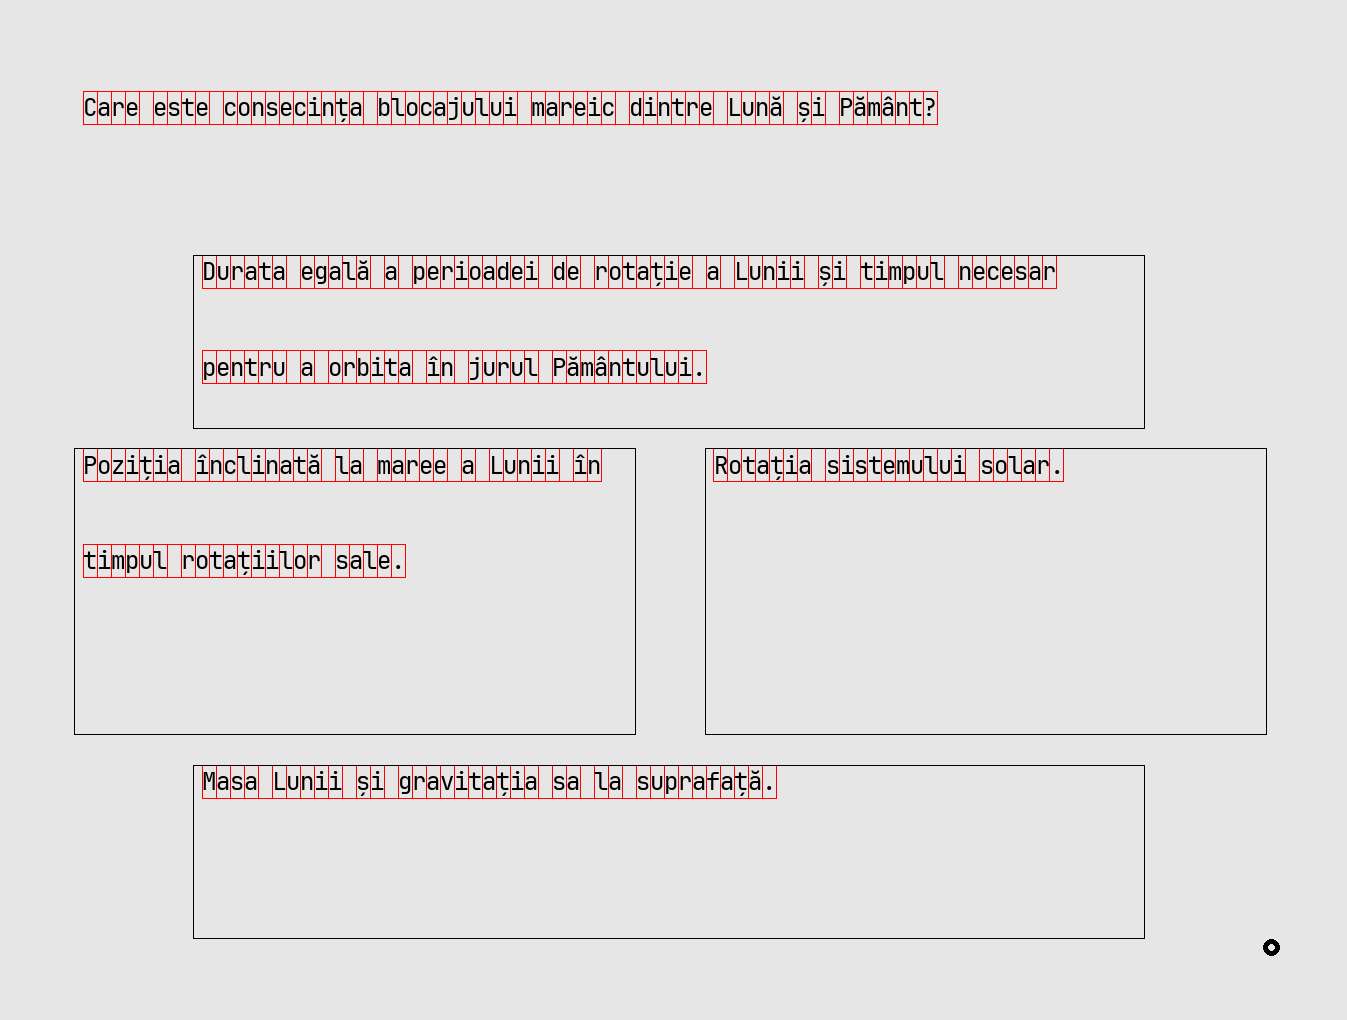 Care este consecința blocajului mareic dintre Lună și Pământ?
Durata egală a perioadei de rotație a Lunii și timpul necesar
pentru a orbita în jurul Pământului.
Poziția înclinată la maree a Lunii în
timpul rotațiilor sale.
Rotația sistemului solar.
Masa Lunii și gravitația sa la suprafață.